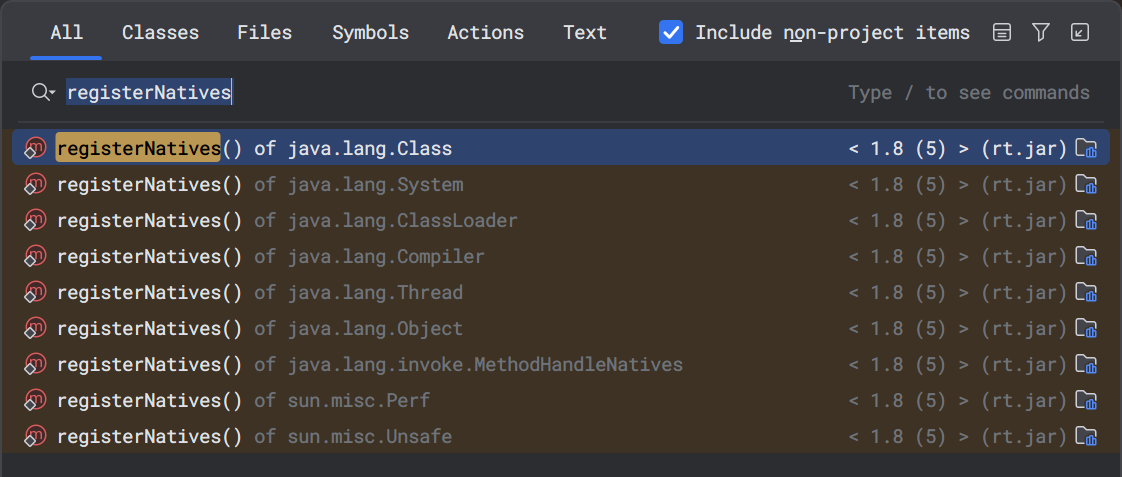 All Classes Files Symbols Actions Text Include non-project items
registerNatives Type / to see commands
registerNatives() of java.lang.Class < 1.8 (5) > (rt.jar)
registerNatives() of java.lang.System < 1.8 (5) > (rt.jar)
registerNatives() of java.lang.ClassLoader < 1.8 (5) > (rt.jar)
registerNatives() of java.lang.Compiler < 1.8 (5) > (rt.jar)
registerNatives() of java.lang.Thread < 1.8 (5) > (rt.jar)
registerNatives() of java.lang.Object < 1.8 (5) > (rt.jar)
registerNatives() of java.lang.invoke.MethodHandleNatives < 1.8 (5) > (rt.jar)
registerNatives() of sun.misc.Perf < 1.8 (5) > (rt.jar)
registerNatives() of sun.misc.Unsafe < 1.8 (5) > (rt.jar)